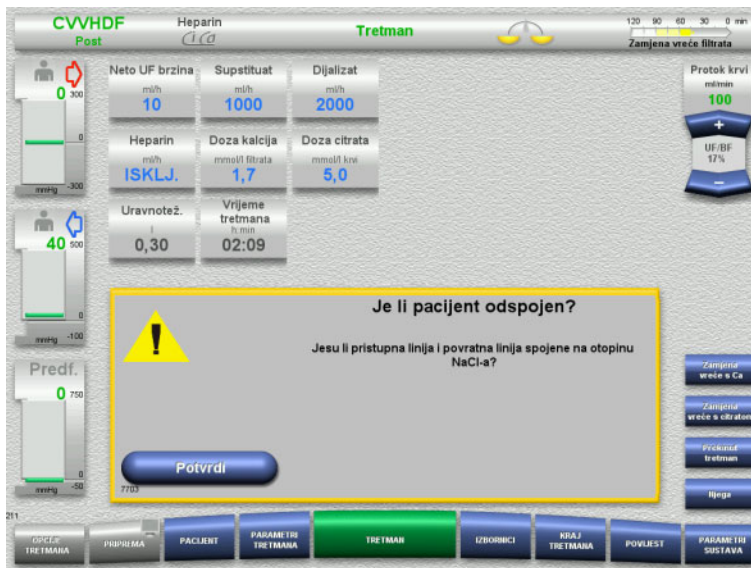 CVVHDF
Post
Heparin
Ci Ca
Tretman
120 90 60 30 0 min
Zamjena vreće filtrata
0
300
0
-300
mmHg
Neto UF brzina
ml/h
10
Supstituat
ml/h
1000
Dijalizat
ml/h
2000
Protok krvi
ml/min
100
+
UF/BF
17%
−
Heparin
ml/h
ISKLJ.
Doza kalcija
mmol/l filtrata
1,7
Doza citrata
mmol/l krvi
5,0
Uravnotež.
l
0,30
Vrijeme
tretmana
h:min
02:09
40
500
0
-100
mmHg
Predf.
0
750
0
-50
mmHg
Je li pacijent odspojen?
Jesu li pristupna linija i povratna linija spojene na otopinu
NaCl-a?
!
Potvrdi
7703
Zamjena
vreće s Ca
Zamjena
vreće s citratom
Prekinut
tretman
Njega
211
OPCIJE
TRETMANA
PRIPREMA
PACIJENT
PARAMETRI
TRETMANA
TRETMAN
IZBORNICI
KRAJ
TRETMANA
POVIJEST
PARAMETRI
SUSTAVA